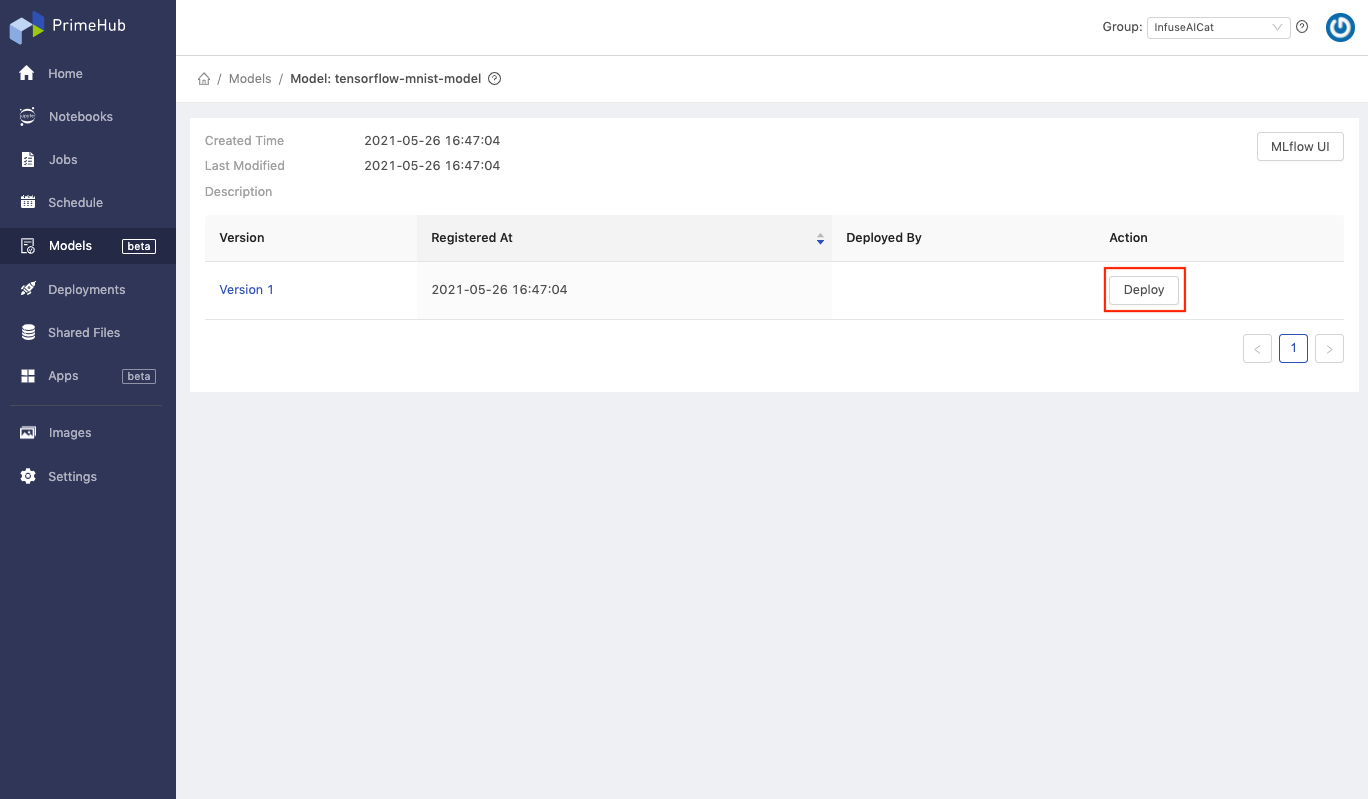 PrimeHub
Group: InfuseAICat
Home
Notebooks
Jobs
Schedule
Models beta
Deployments
Shared Files
Apps beta
Images
Settings
/ Models / Model: tensorflow-mnist-model
Created Time 2021-05-26 16:47:04
Last Modified 2021-05-26 16:47:04
Description
MLflow UI
Version Registered At Deployed By Action
Version 1 2021-05-26 16:47:04 Deploy
< 1 >